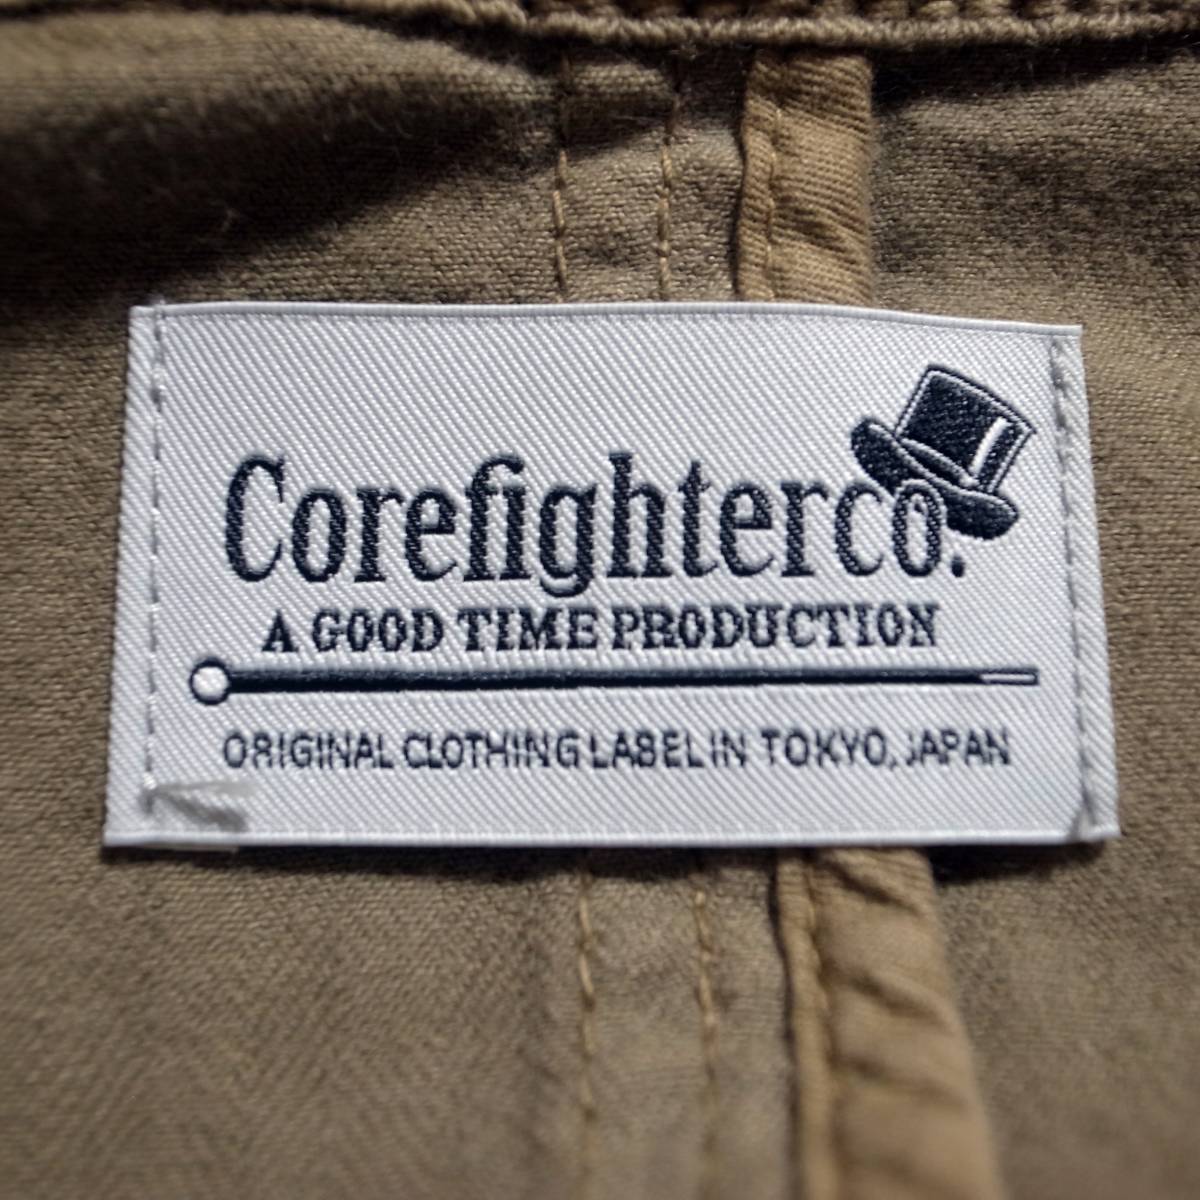 Corefighterco.
A GOOD TIME PRODUCTION
ORIGINAL CLOTHING LABEL IN TOKYO, JAPAN